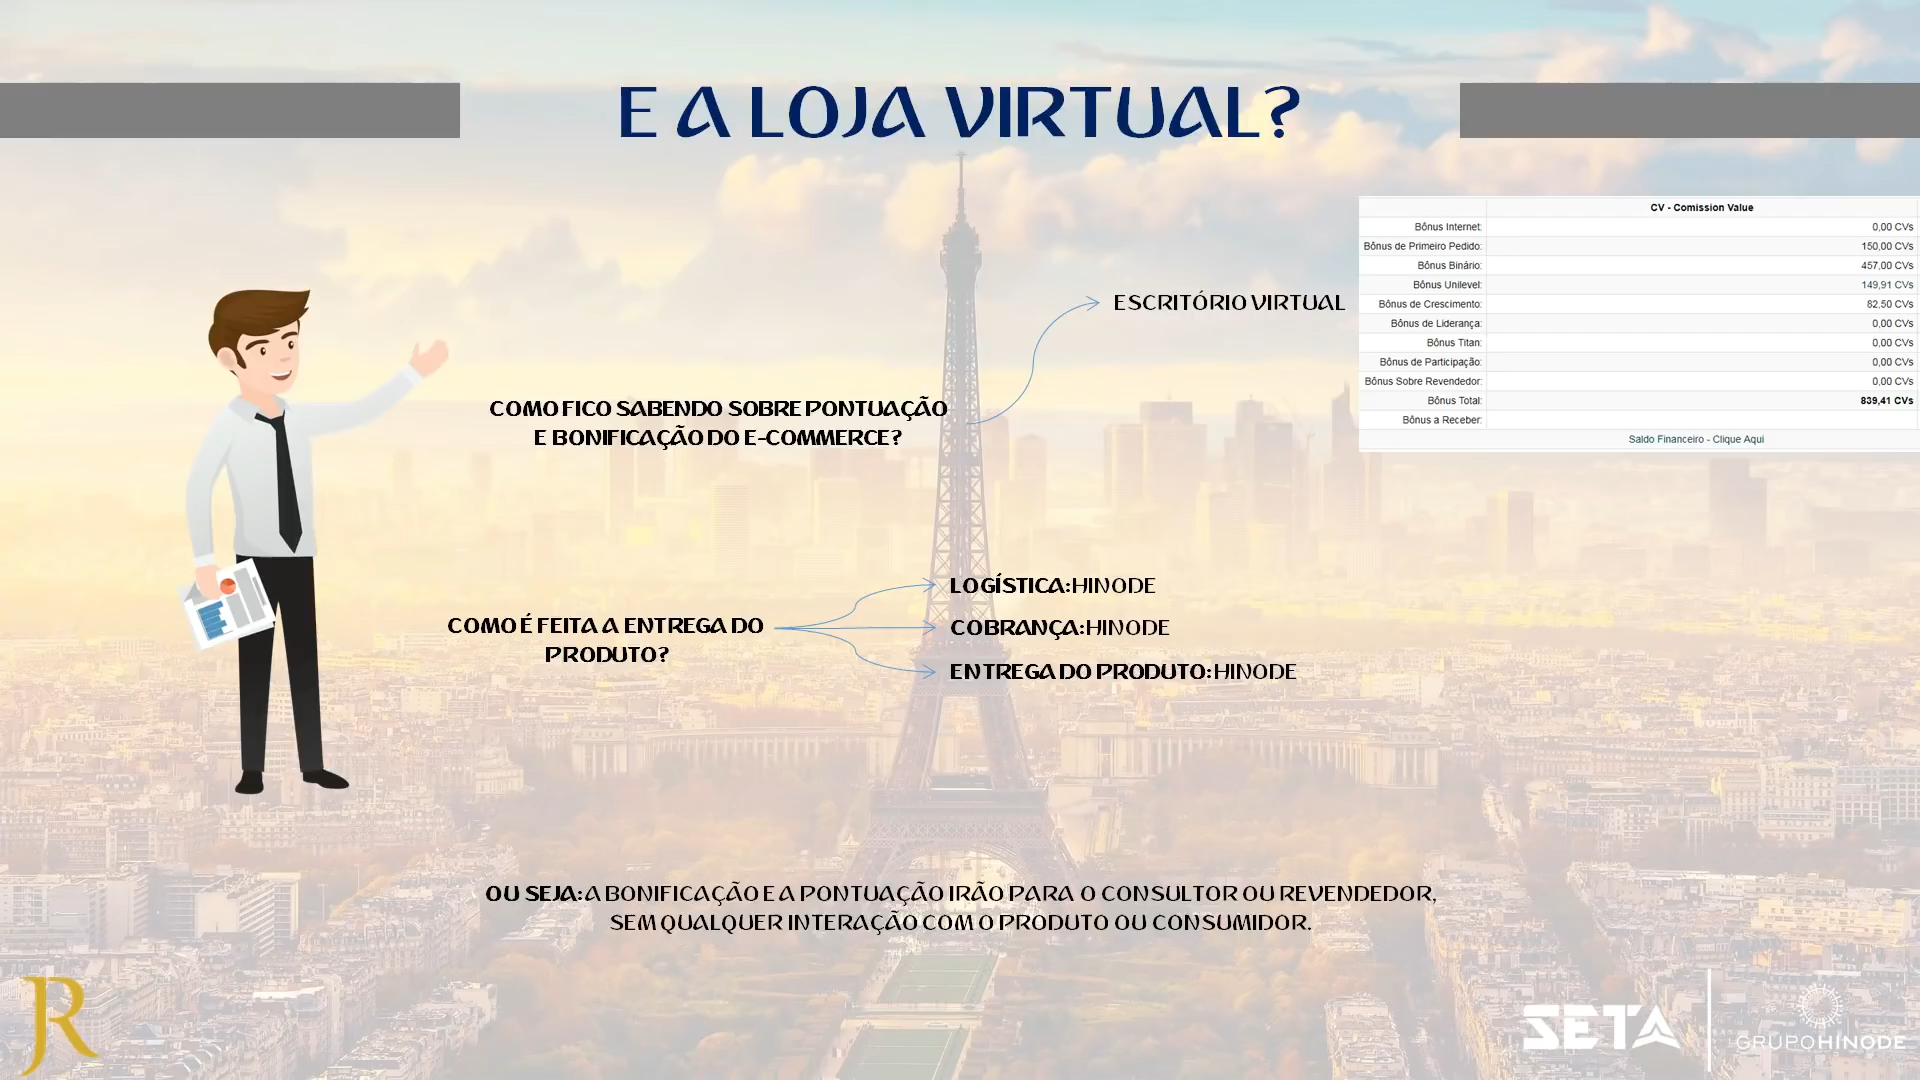 E A LOJA VIRTUAL?
CV - Comission Value
Bônus Internet: 0,00 CVs
Bônus de Primeiro Pedido: 150,00 CVs
Bônus Binário: 457,00 CVs
Bônus Unilevel: 149,91 CVs
Bônus de Crescimento: 82,50 CVs
Bônus de Liderança: 0,00 CVs
Bônus Titan: 0,00 CVs
Bônus de Participação: 0,00 CVs
Bônus Sobre Revendedor: 0,00 CVs
Bônus Total: 839,41 CVs
Bônus a Receber:
Saldo Financeiro - Clique Aqui
ESCRITÓRIO VIRTUAL
COMO FICO SABENDO SOBRE PONTUAÇÃO
E BONIFICAÇÃO DO E-COMMERCE?
COMO É FEITA A ENTREGA DO
PRODUTO?
LOGÍSTICA: HINODE
COBRANÇA: HINODE
ENTREGA DO PRODUTO: HINODE
OU SEJA: A BONIFICAÇÃO E A PONTUAÇÃO IRÃO PARA O CONSULTOR OU REVENDEDOR,
SEM QUALQUER INTERAÇÃO COM O PRODUTO OU CONSUMIDOR.
JR
SETA
GRUPO HINODE